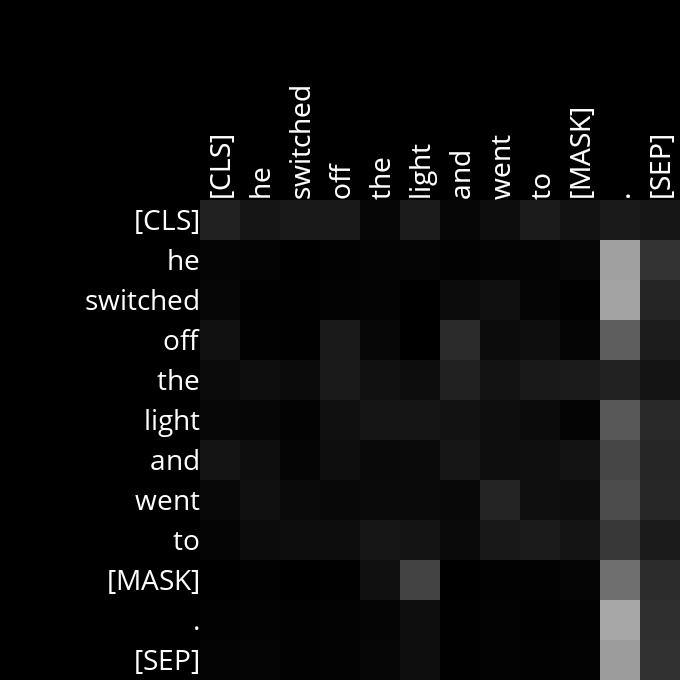 [CLS] he switched off the light and went to [MASK] . [SEP]
[CLS]
he
switched
off
the
light
and
went
to
[MASK]
.
[SEP]